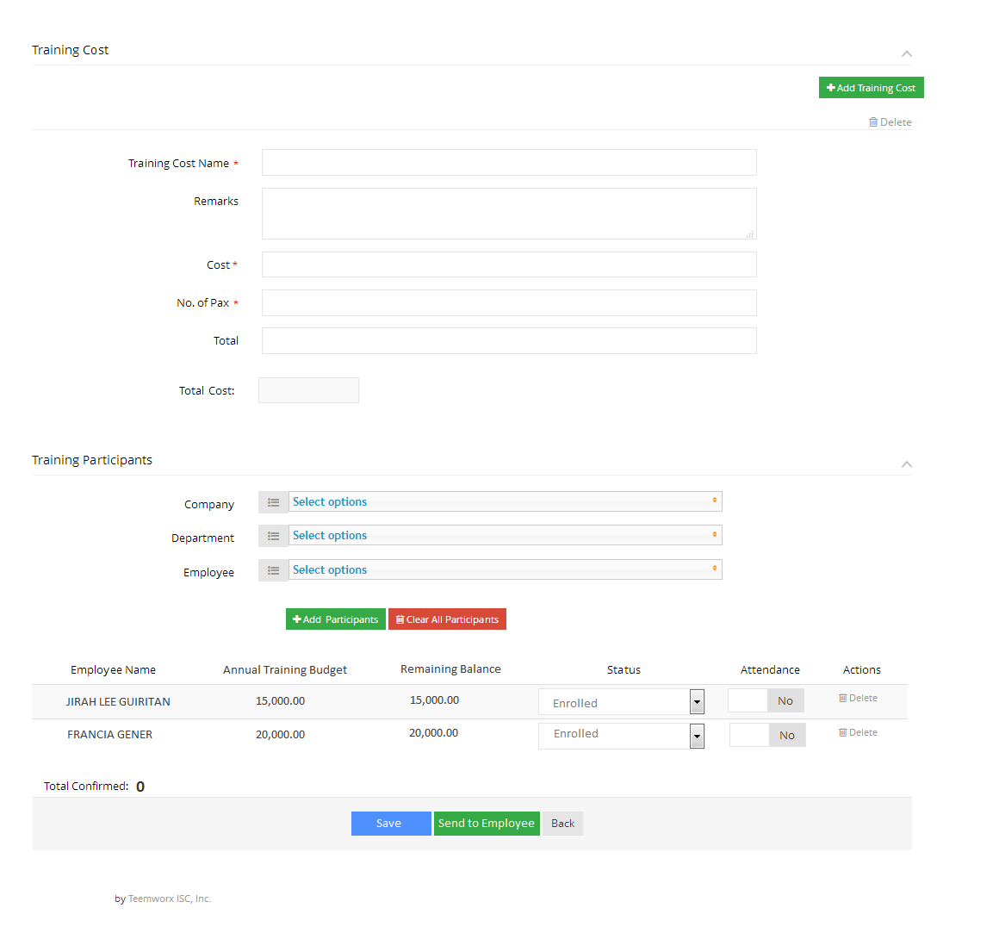 Training Cost
Add Training Cost
Delete
Training Cost Name *
Remarks
Cost *
No. of Pax *
Total
Total Cost:
Training Participants
Company Select options
Department Select options
Employee Select options
Add Participants Clear All Participants
Employee Name Annual Training Budget Remaining Balance Status Attendance Actions
JIRAH LEE GUIRITAN 15,000.00 15,000.00 Enrolled No Delete
FRANCIA GENER 20,000.00 20,000.00 Enrolled No Delete
Total Confirmed: 0
Save Send to Employee Back
by Teemworx ISC, Inc.